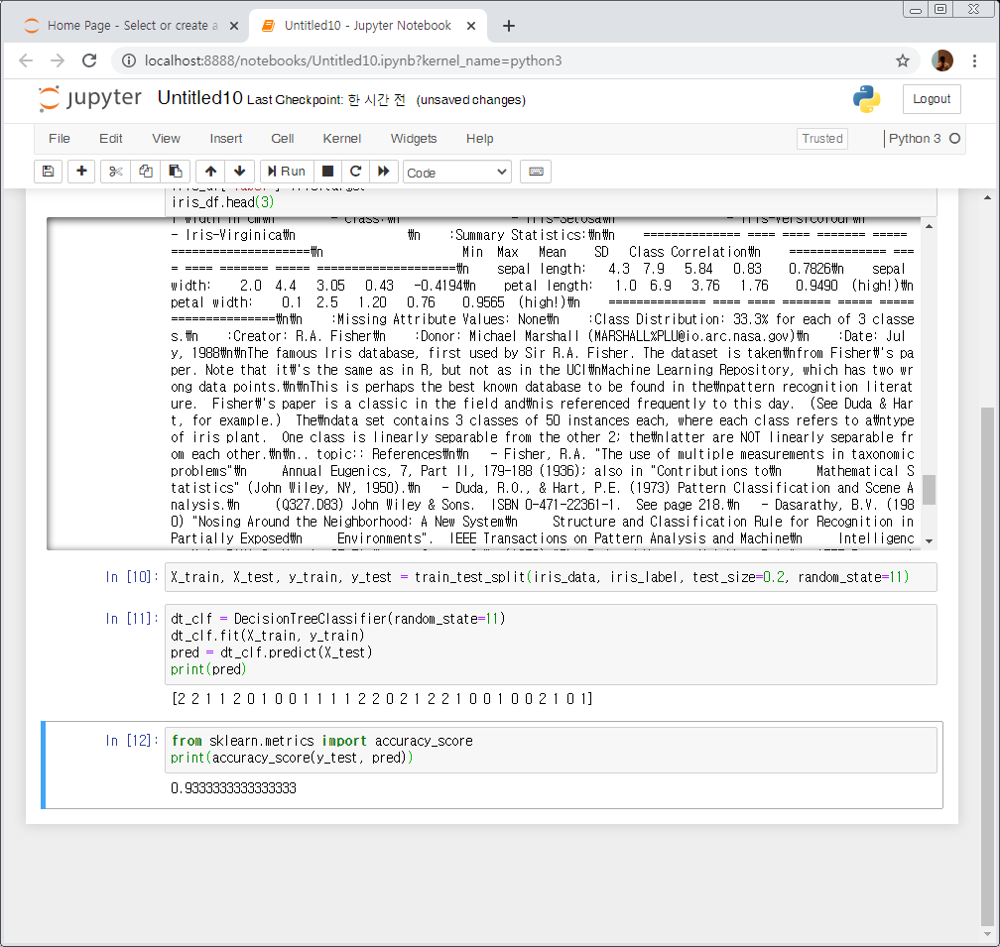 Home Page - Select or create a
Untitled10 - Jupyter Notebook
localhost:8888/notebooks/Untitled10.ipynb?kernel_name=python3
jupyter Untitled10 Last Checkpoint: 한 시간 전 (unsaved changes)
Logout
File Edit View Insert Cell Kernel Widgets Help
Trusted
Python 3
Run
Code
iris_df.head(3)
- Iris-Virginica₩n ₩n :Summary Statistics:₩n₩n ============== ==== ==== ======= =====
====================₩n Min Max Mean SD Class Correlation₩n ============== ===
= ==== ======= ===== ====================₩n sepal length: 4.3 7.9 5.84 0.83 0.7826₩n sepal
width: 2.0 4.4 3.05 0.43 -0.4194₩n petal length: 1.0 6.9 3.76 1.76 0.9490 (high!)₩n
petal width: 0.1 2.5 1.20 0.76 0.9565 (high!)₩n ============== ==== ==== ======= ===== =====
===============₩n₩n :Missing Attribute Values: None₩n :Class Distribution: 33.3% for each of 3 classe
s.₩n :Creator: R.A. Fisher₩n :Donor: Michael Marshall (MARSHALL%PLU@io.arc.nasa.gov)₩n :Date: Jul
y, 1988₩n₩nThe famous Iris database, first used by Sir R.A. Fisher. The dataset is taken₩nfrom Fisher₩'s pa
per. Note that it₩'s the same as in R, but not as in the UCI₩nMachine Learning Repository, which has two wr
ong data points.₩n₩nThis is perhaps the best known database to be found in the₩npattern recognition literat
ure. Fisher₩'s paper is a classic in the field and₩nis referenced frequently to this day. (See Duda & Har
t, for example.) The₩ndata set contains 3 classes of 50 instances each, where each class refers to a₩ntype
of iris plant. One class is linearly separable from the other 2; the₩nlatter are NOT linearly separable fr
om each other.₩n₩n.. topic:: References₩n₩n - Fisher, R.A. "The use of multiple measurements in taxonomic
problems"₩n Annual Eugenics, 7, Part II, 179-188 (1936); also in "Contributions to₩n Mathematical S
tatistics" (John Wiley, NY, 1950).₩n - Duda, R.O., & Hart, P.E. (1973) Pattern Classification and Scene A
nalysis.₩n (Q327.D83) John Wiley & Sons. ISBN 0-471-22361-1. See page 218.₩n - Dasarathy, B.V. (198
0) "Nosing Around the Neighborhood: A New System₩n Structure and Classification Rule for Recognition in
Partially Exposed₩n Environments". IEEE Transactions on Pattern Analysis and Machine₩n Intelligenc
In [10]: X_train, X_test, y_train, y_test = train_test_split(iris_data, iris_label, test_size=0.2, random_state=11)
In [11]: dt_clf = DecisionTreeClassifier(random_state=11)
dt_clf.fit(X_train, y_train)
pred = dt_clf.predict(X_test)
print(pred)
[2 2 1 1 2 0 1 0 0 1 1 1 1 2 2 0 2 1 2 2 1 0 0 1 0 0 2 1 0 1]
In [12]: from sklearn.metrics import accuracy_score
print(accuracy_score(y_test, pred))
0.9333333333333333